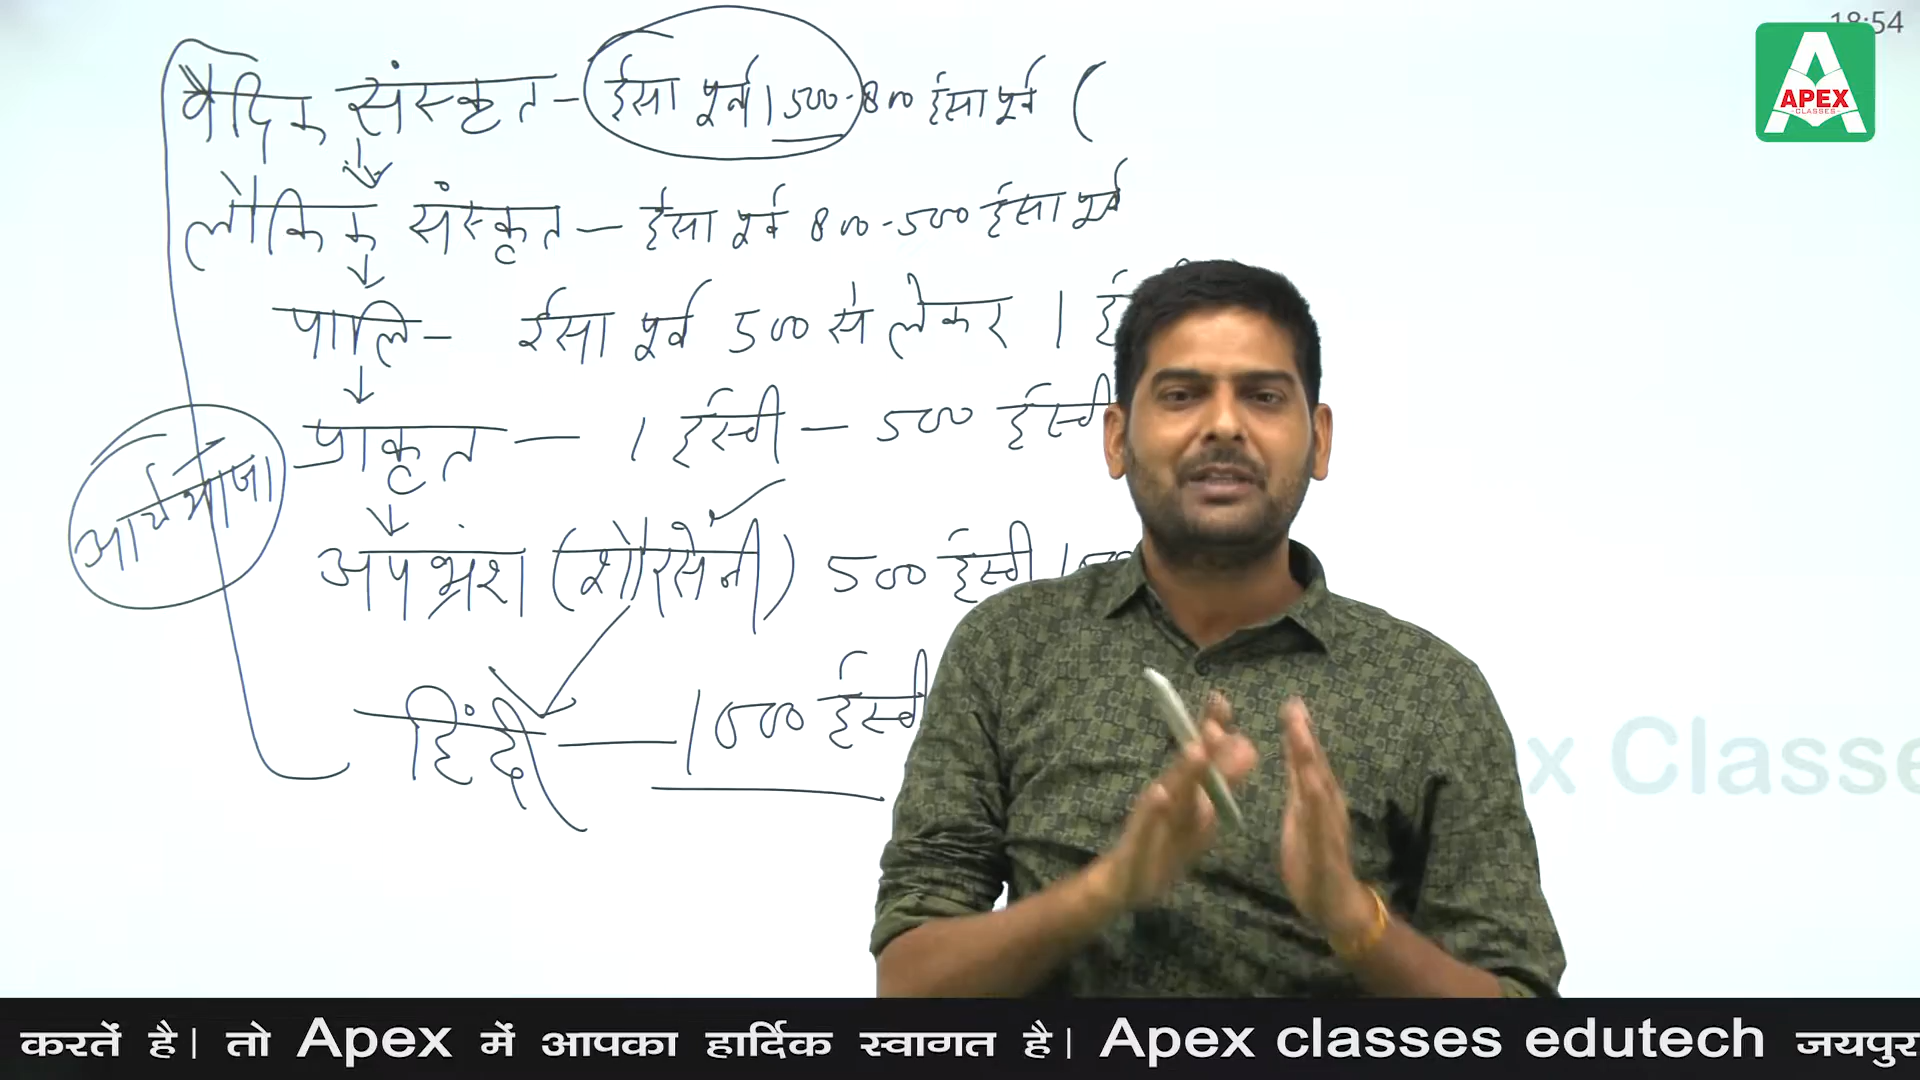 18:54
APEX
CLASSES
वैदिक संस्कृत - ईसा पूर्व 1500-800 ईसा पूर्व (
लौकिक संस्कृत - ईसा पूर्व 800-500 ईसा पूर्व
पालि - ईसा पूर्व 500 से लेकर 1
प्राकृत - 1 ईस्वी - 500 ईस्वी
आर्यभाषा
अपभ्रंश (शौरसेनी) 500 ईस्वी
हिंदी - 1000 ईस्वी
x Classe
करतें है। तो Apex में आपका हार्दिक स्वागत है। Apex classes edutech जयपुर